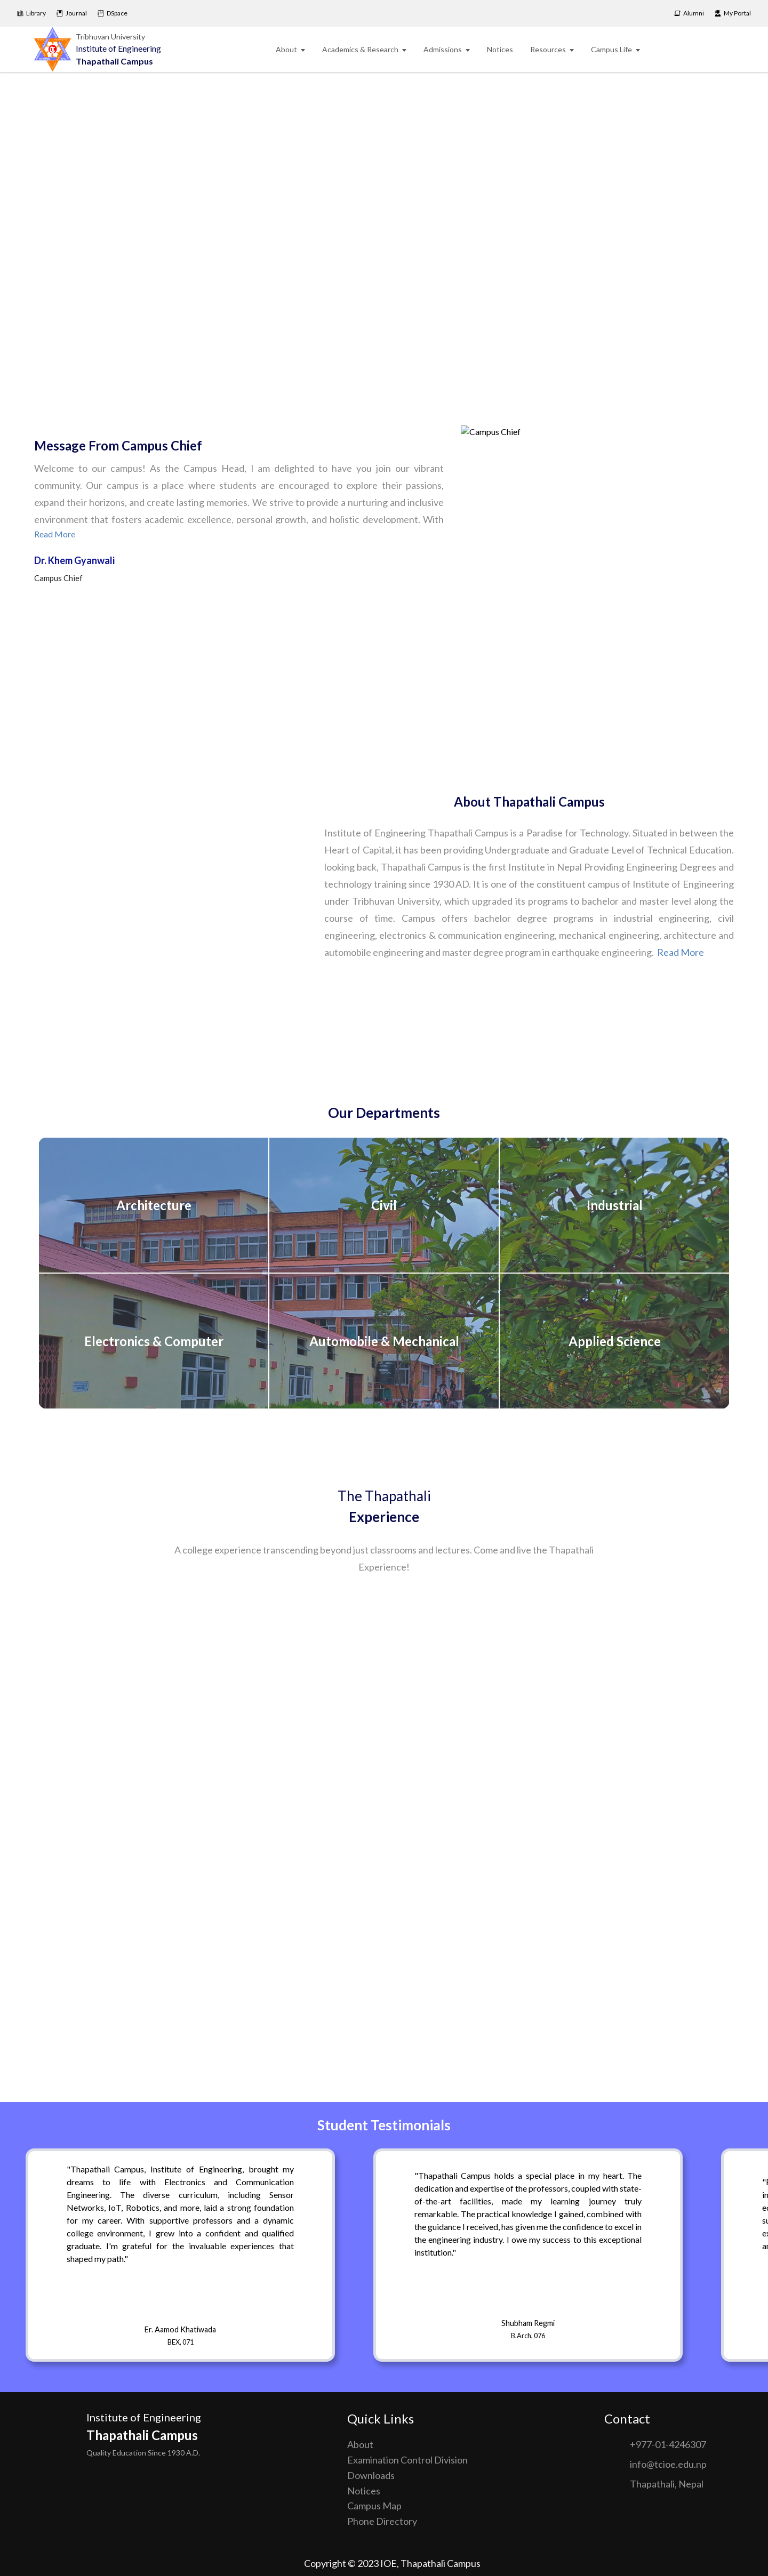 Library Journal DSpace Alumni My Portal
Tribhuvan University
Institute of Engineering
Thapathali Campus
About Academics & Research Admissions Notices Resources Campus Life
Campus Chief
Message From Campus Chief
Welcome to our campus! As the Campus Head, I am delighted to have you join our vibrant
community. Our campus is a place where students are encouraged to explore their passions,
expand their horizons, and create lasting memories. We strive to provide a nurturing and inclusive
environment that fosters academic excellence, personal growth, and holistic development. With
Read More
Dr. Khem Gyanwali
Campus Chief
About Thapathali Campus
Institute of Engineering Thapathali Campus is a Paradise for Technology. Situated in between the
Heart of Capital, it has been providing Undergraduate and Graduate Level of Technical Education.
looking back, Thapathali Campus is the first Institute in Nepal Providing Engineering Degrees and
technology training since 1930 AD. It is one of the constituent campus of Institute of Engineering
under Tribhuvan University, which upgraded its programs to bachelor and master level along the
course of time. Campus offers bachelor degree programs in industrial engineering, civil
engineering, electronics & communication engineering, mechanical engineering, architecture and
automobile engineering and master degree program in earthquake engineering. Read More
Our Departments
Architecture
Civil
Industrial
Electronics & Computer
Automobile & Mechanical
Applied Science
The Thapathali
Experience
A college experience transcending beyond just classrooms and lectures. Come and live the Thapathali
Experience!
Student Testimonials
"Thapathali Campus, Institute of Engineering, brought my
dreams to life with Electronics and Communication
Engineering. The diverse curriculum, including Sensor
Networks, IoT, Robotics, and more, laid a strong foundation
for my career. With supportive professors and a dynamic
college environment, I grew into a confident and qualified
graduate. I'm grateful for the invaluable experiences that
shaped my path."
Er. Aamod Khatiwada
BEX, 071
"Thapathali Campus holds a special place in my heart. The
dedication and expertise of the professors, coupled with state-
of-the-art facilities, made my learning journey truly
remarkable. The practical knowledge I gained, combined with
the guidance I received, has given me the confidence to excel in
the engineering industry. I owe my success to this exceptional
institution."
Shubham Regmi
B.Arch, 076
Institute of Engineering
Thapathali Campus
Quality Education Since 1930 A.D.
Quick Links
About
Examination Control Division
Downloads
Notices
Campus Map
Phone Directory
Contact
+977-01-4246307
info@tcioe.edu.np
Thapathali, Nepal
Copyright © 2023 IOE, Thapathali Campus